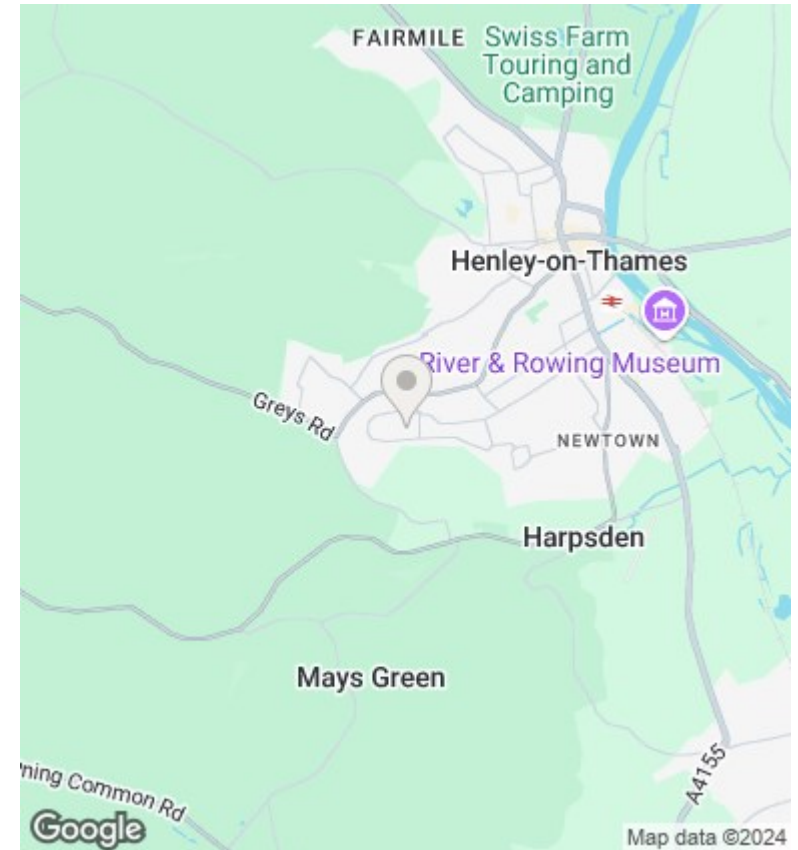 FAIRMILE
Swiss Farm
Touring and
Camping
Henley-on-Thames
River & Rowing Museum
Greys Rd
NEWTOWN
Harpsden
Mays Green
Common Rd
A4155
Google
Map data ©2024